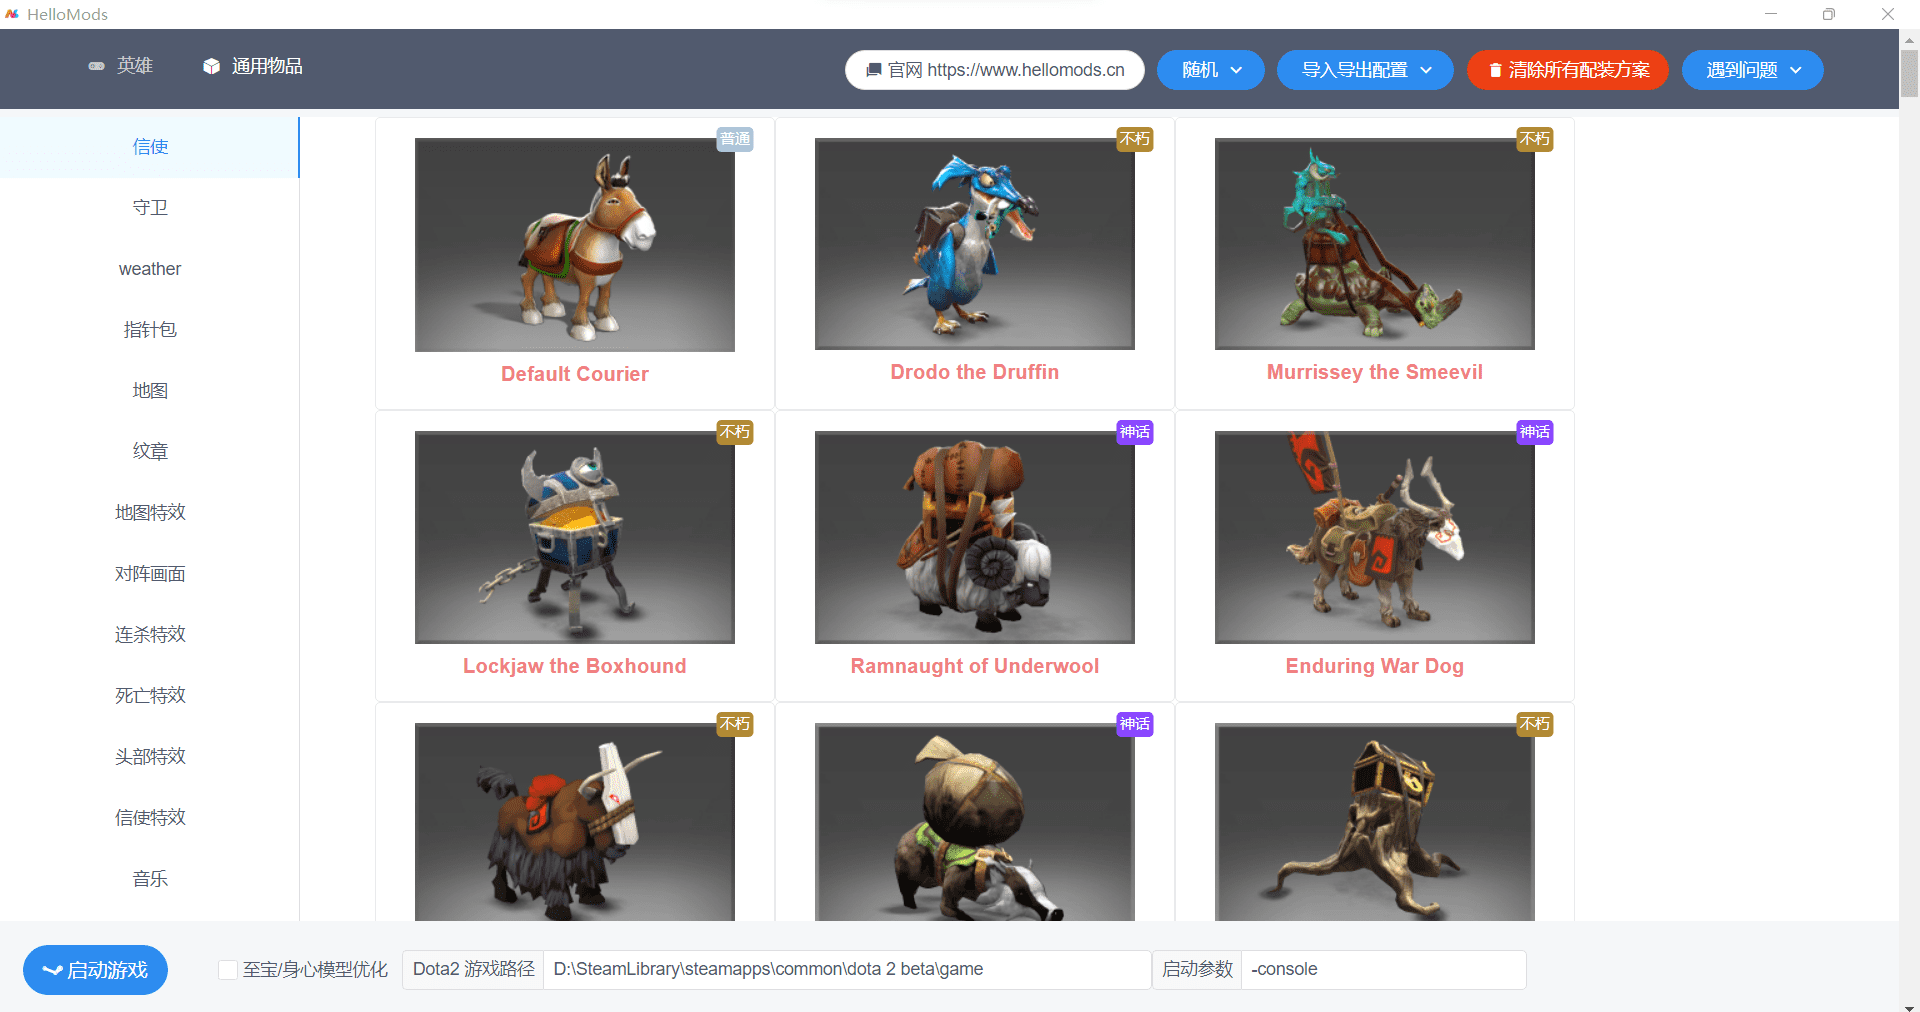 HelloMods
英雄
通用物品
官网 https://www.hellomods.cn
随机
导入导出配置
清除所有配装方案
遇到问题
信使
守卫
weather
指针包
地图
纹章
地图特效
对阵画面
连杀特效
死亡特效
头部特效
信使特效
音乐
普通
Default Courier
不朽
Drodo the Druffin
不朽
Murrissey the Smeevil
不朽
Lockjaw the Boxhound
神话
Ramnaught of Underwool
神话
Enduring War Dog
不朽
神话
不朽
启动游戏
至宝/身心模型优化
Dota2 游戏路径
D:\SteamLibrary\steamapps\common\dota 2 beta\game
启动参数
-console